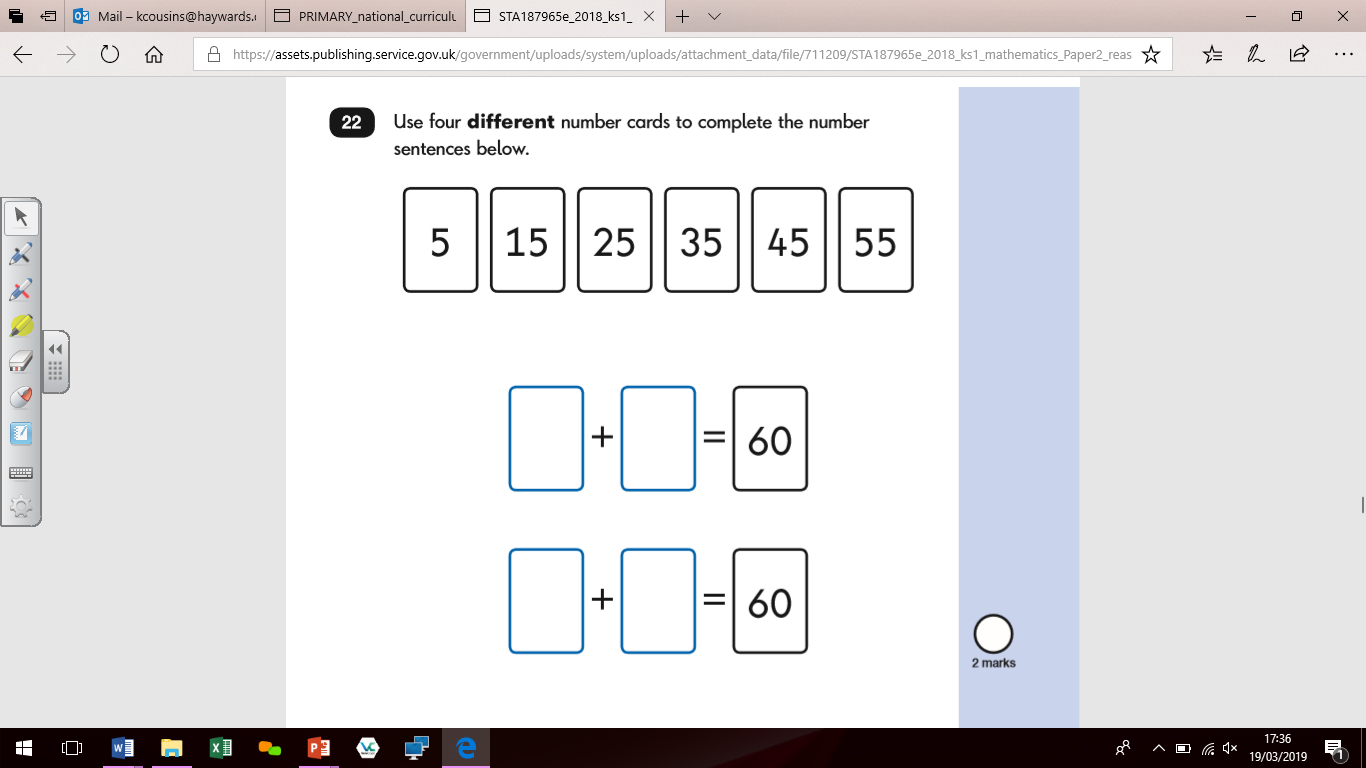 Mail – kcousins@haywards.
PRIMARY_national_curricul
STA187965e_2018_ks1_
https://assets.publishing.service.gov.uk/government/uploads/system/uploads/attachment_data/file/711209/STA187965e_2018_ks1_mathematics_Paper2_reas
22 Use four different number cards to complete the number
sentences below.
5 15 25 35 45 55
+ = 60
+ = 60
2 marks
17:36
19/03/2019
1